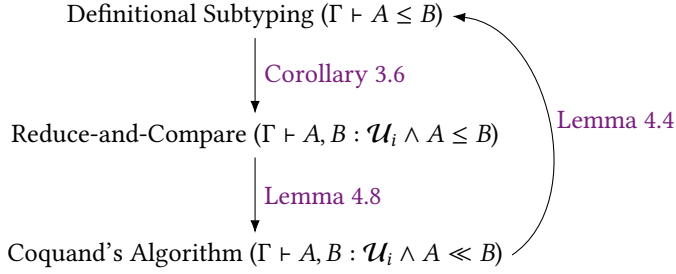 Definitional Subtyping (Γ ⊢ A ≤ B)
Corollary 3.6
Lemma 4.4
Reduce-and-Compare (Γ ⊢ A, B : 𝓤ᵢ ∧ A ≤ B)
Lemma 4.8
Coquand's Algorithm (Γ ⊢ A, B : 𝓤ᵢ ∧ A ≪ B)